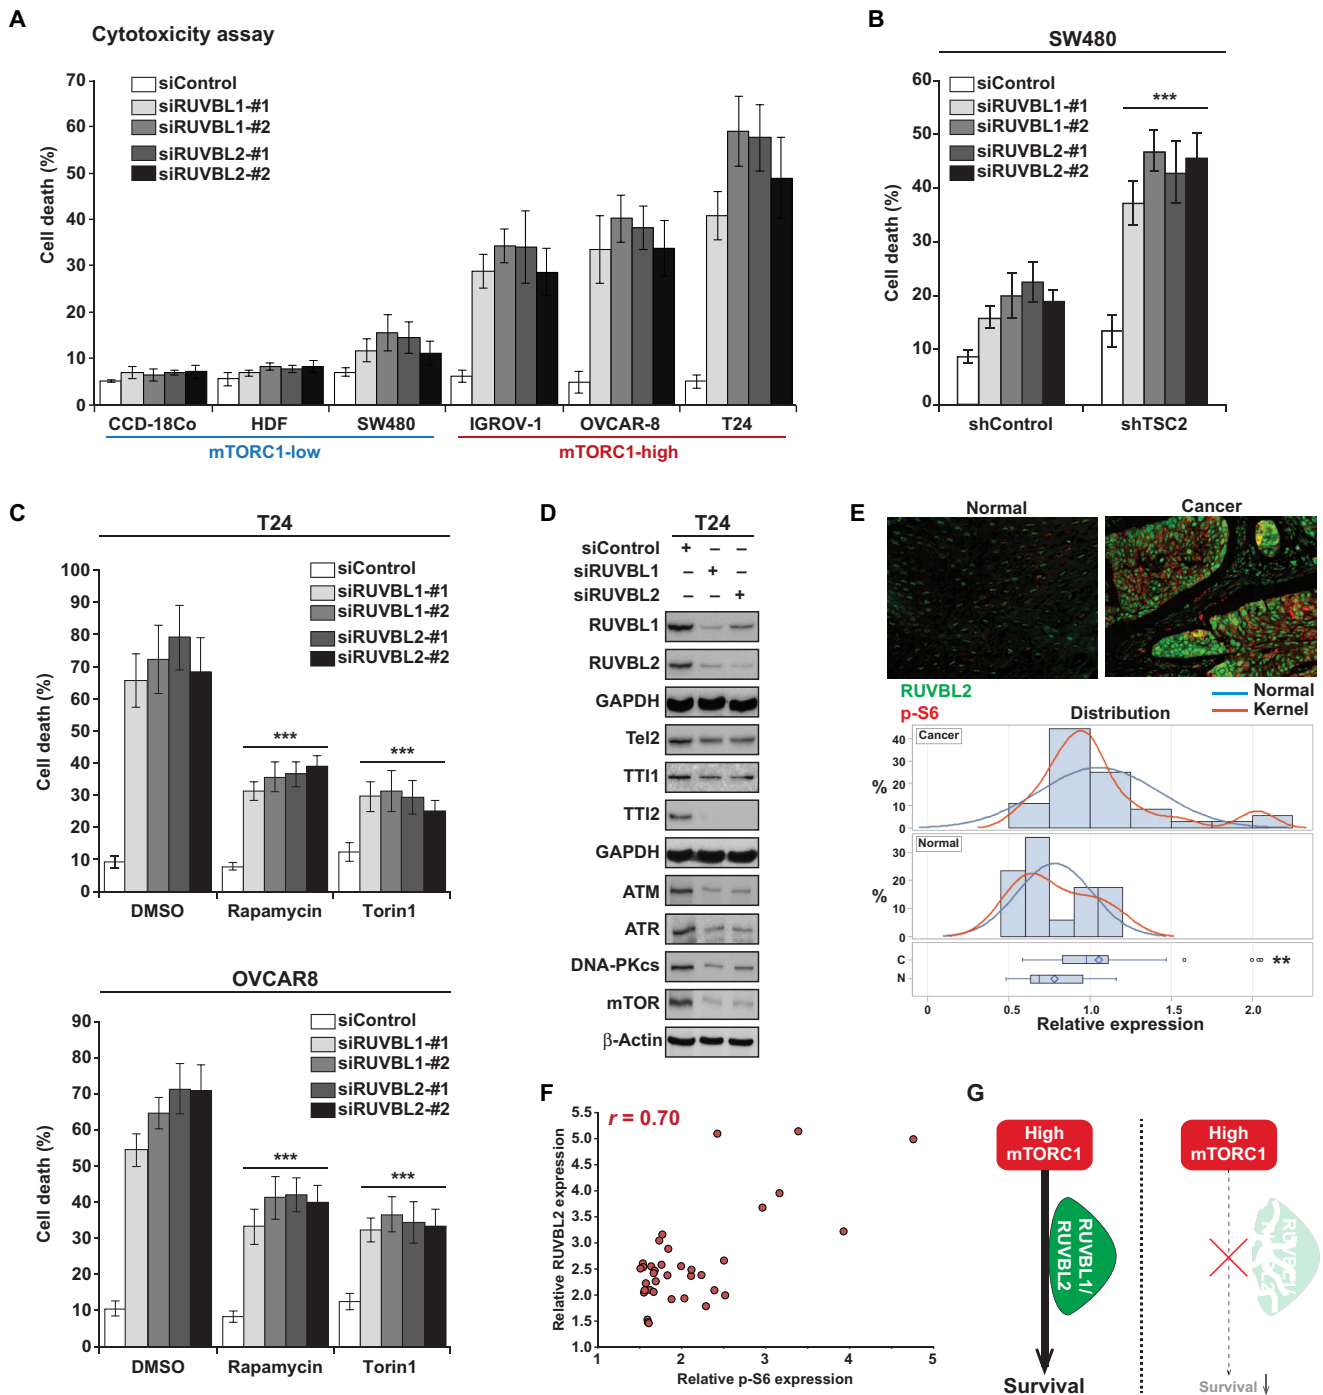 A
Cytotoxicity assay
siControl
siRUVBL1-#1
siRUVBL1-#2
siRUVBL2-#1
siRUVBL2-#2
Cell death (%)
70
60
50
40
30
20
10
0
CCD-18Co HDF SW480 IGROV-1 OVCAR-8 T24
mTORC1-low mTORC1-high
B
SW480
siControl
siRUVBL1-#1
siRUVBL1-#2
siRUVBL2-#1
siRUVBL2-#2
***
Cell death (%)
60
50
40
30
20
10
0
shControl shTSC2
C
T24
siControl
siRUVBL1-#1
siRUVBL1-#2
siRUVBL2-#1
siRUVBL2-#2
Cell death (%)
100
90
80
70
60
50
40
30
20
10
0
*** ***
DMSO Rapamycin Torin1
OVCAR8
siControl
siRUVBL1-#1
siRUVBL1-#2
siRUVBL2-#1
siRUVBL2-#2
Cell death (%)
90
80
70
60
50
40
30
20
10
0
*** ***
DMSO Rapamycin Torin1
D
T24
siControl + – –
siRUVBL1 – + –
siRUVBL2 – – +
RUVBL1
RUVBL2
GAPDH
Tel2
TTI1
TTI2
GAPDH
ATM
ATR
DNA-PKcs
mTOR
β-Actin
E
Normal Cancer
RUVBL2
p-S6
Distribution
Normal
Kernel
Cancer
%
40
30
20
10
0
Normal
%
30
20
10
0
C
N
**
0 0.5 1.0 1.5 2.0
Relative expression
F
r = 0.70
Relative RUVBL2 expression
5.5
5.0
4.5
4.0
3.5
3.0
2.5
2.0
1.5
1.0
1 2 3 4 5
Relative p-S6 expression
G
High
mTORC1
RUVBL1/
RUVBL2
Survival
High
mTORC1
Survival